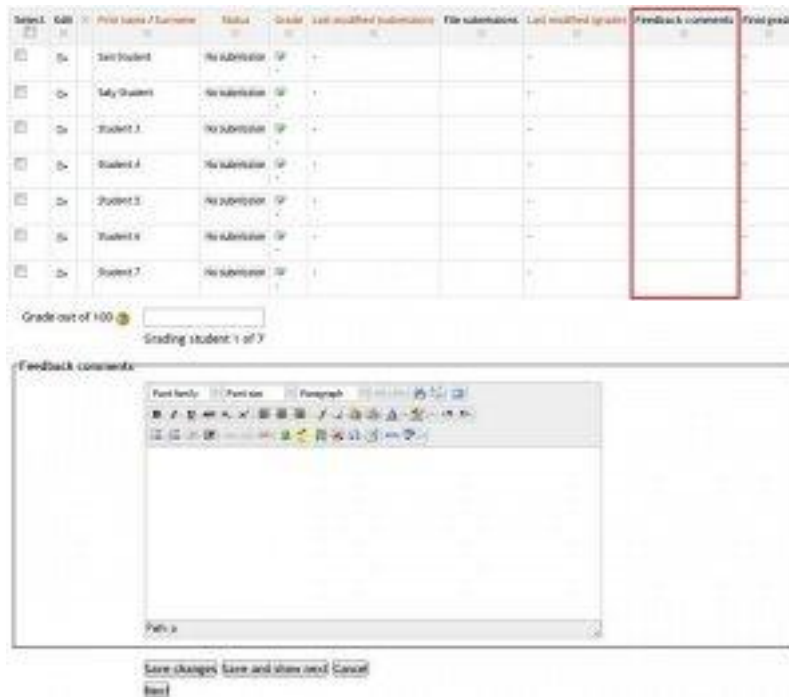 Select Edit First name / Surname Status Grade Last modified (submission) File submissions Last modified (grade) Feedback comments Final grad
Sam Student No submission
Sally Student No submission
Student 3 No submission
Student 4 No submission
Student 5 No submission
Student 6 No submission
Student 7 No submission
Grade out of 100
Grading student 1 of 7
Feedback comments
Font family Font size Paragraph
Path: p
Save changes Save and show next Cancel
Next